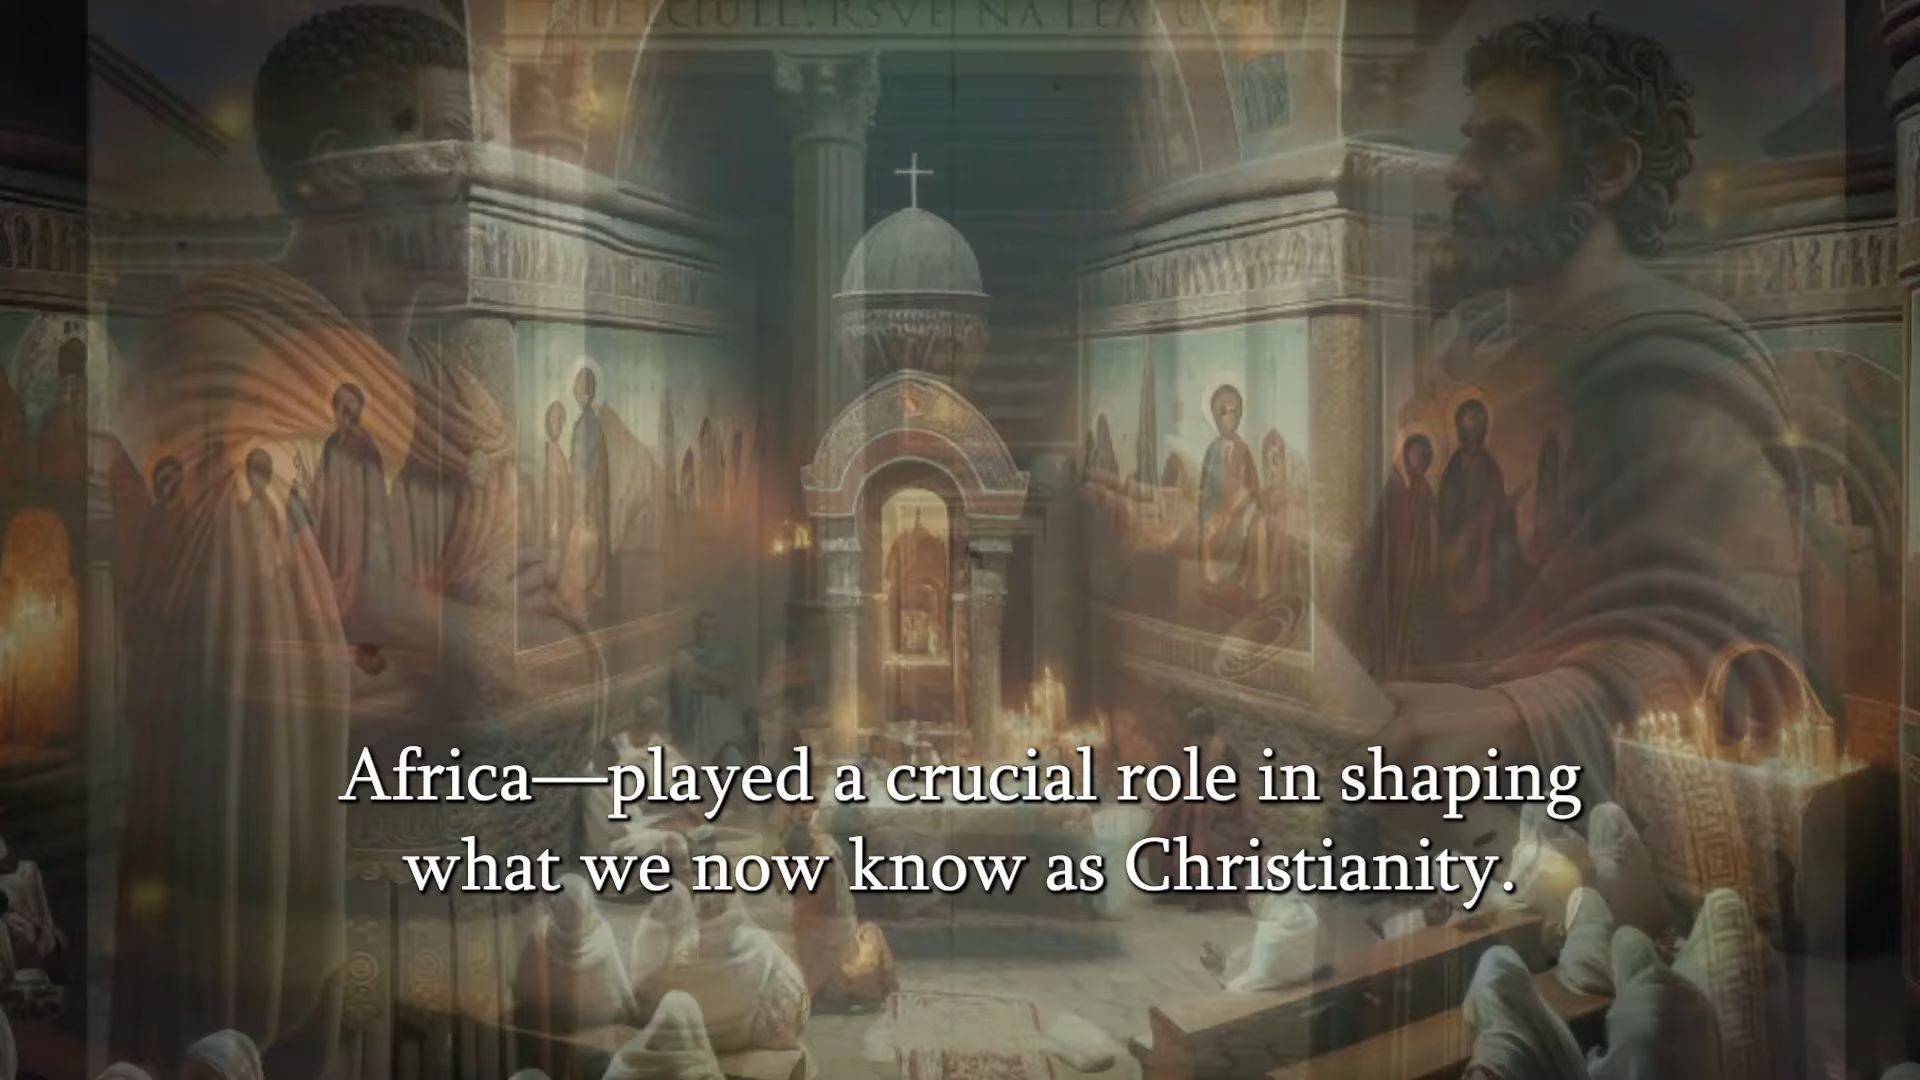 Africa—played a crucial role in shaping
what we now know as Christianity.